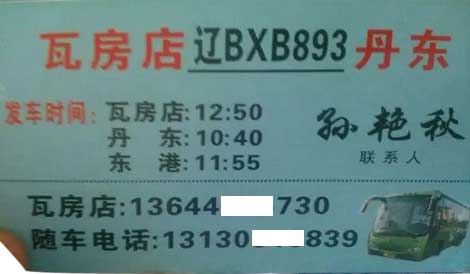 瓦房店 辽BXB893 丹东
发车时间: 瓦房店:12:50
丹 东:10:40
东 港:11:55
孙艳秋
联系人
瓦房店:13644 730
随车电话:13130 839